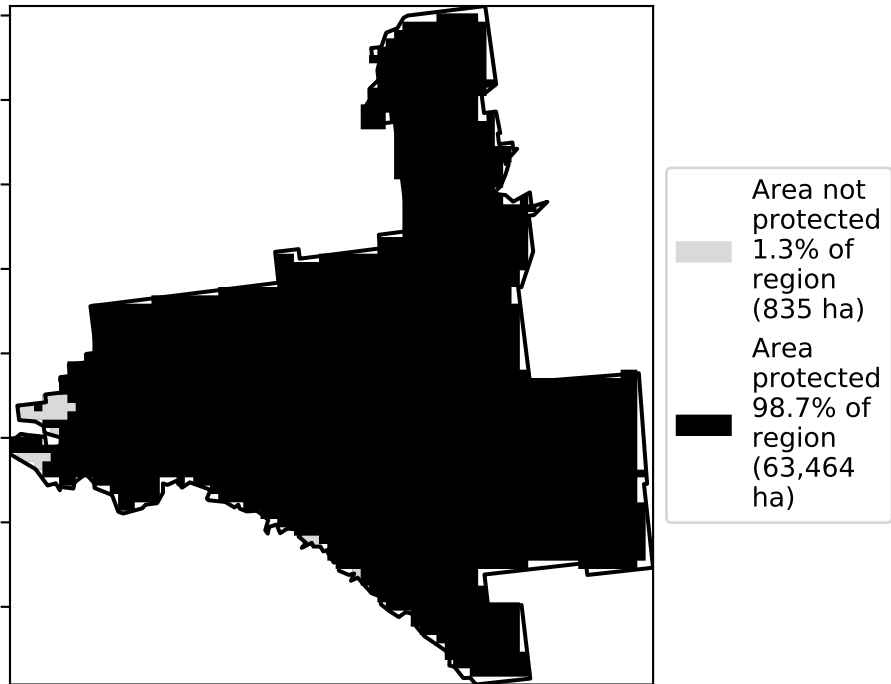 Area not
protected
1.3% of
region
(835 ha)
Area
protected
98.7% of
region
(63,464
ha)